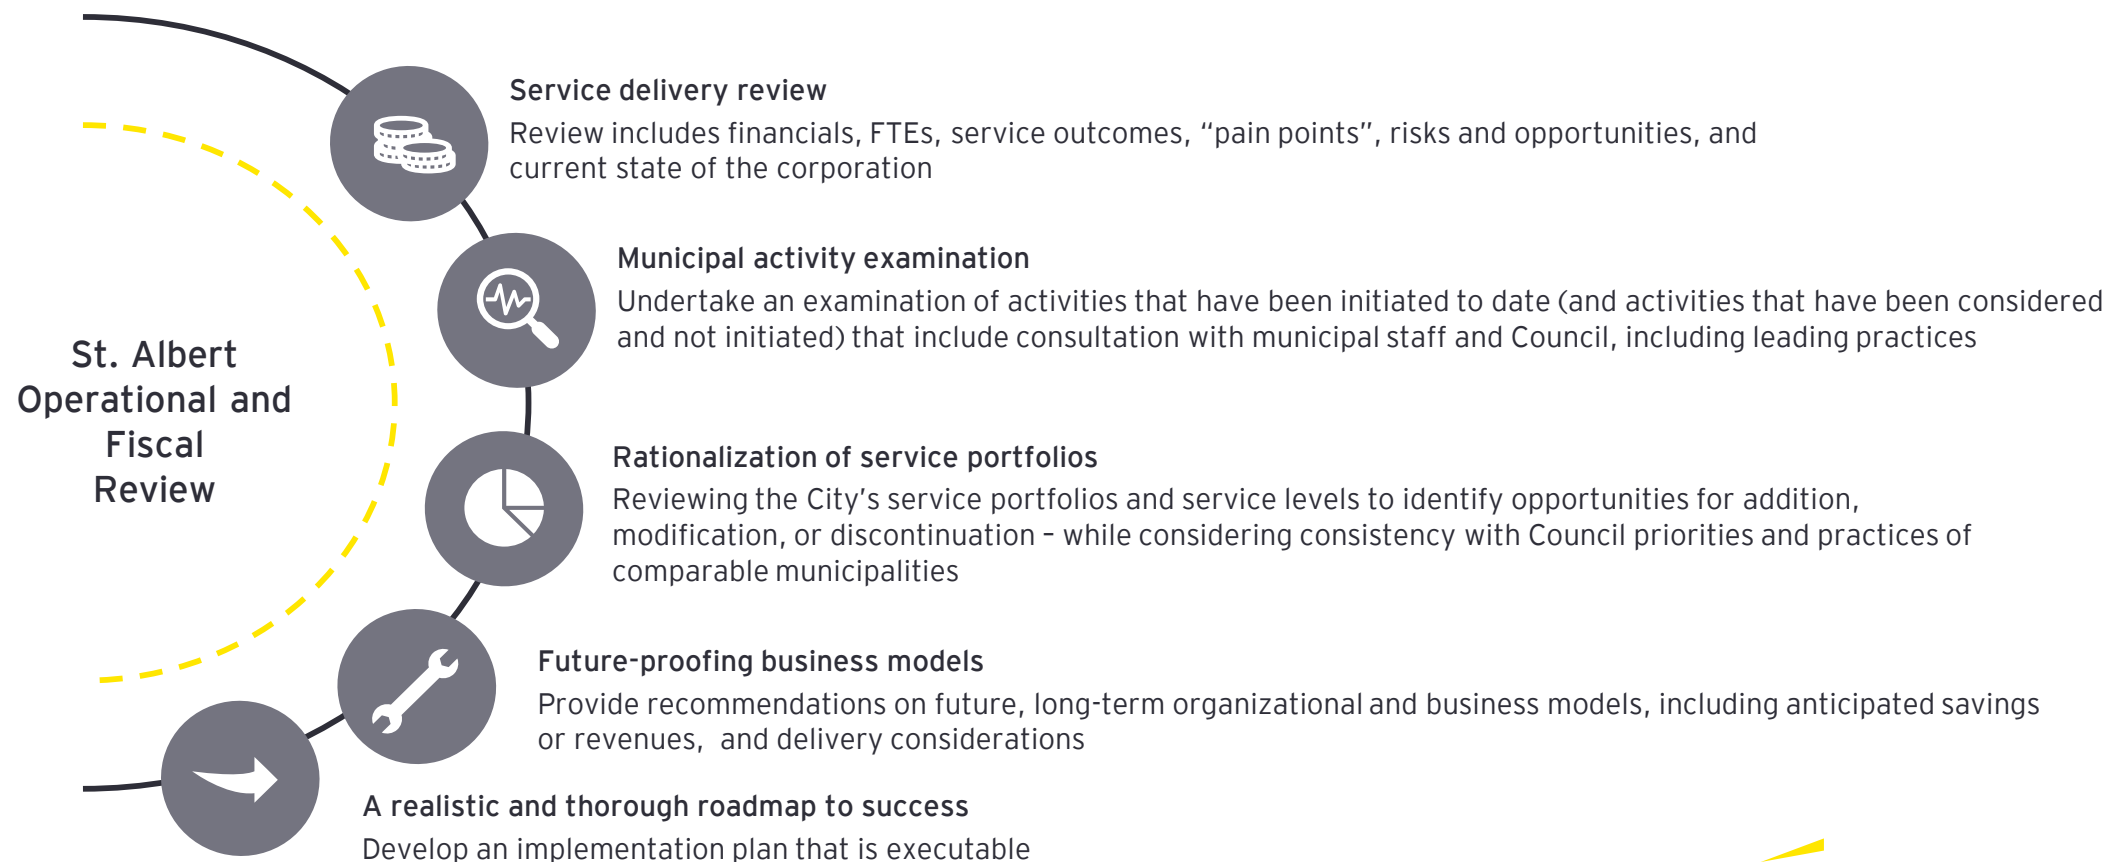 St. Albert
Operational and
Fiscal
Review
Service delivery review
Review includes financials, FTEs, service outcomes, “pain points”, risks and opportunities, and
current state of the corporation
Municipal activity examination
Undertake an examination of activities that have been initiated to date (and activities that have been considered
and not initiated) that include consultation with municipal staff and Council, including leading practices
Rationalization of service portfolios
Reviewing the City’s service portfolios and service levels to identify opportunities for addition,
modification, or discontinuation – while considering consistency with Council priorities and practices of
comparable municipalities
Future-proofing business models
Provide recommendations on future, long-term organizational and business models, including anticipated savings
or revenues, and delivery considerations
A realistic and thorough roadmap to success
Develop an implementation plan that is executable